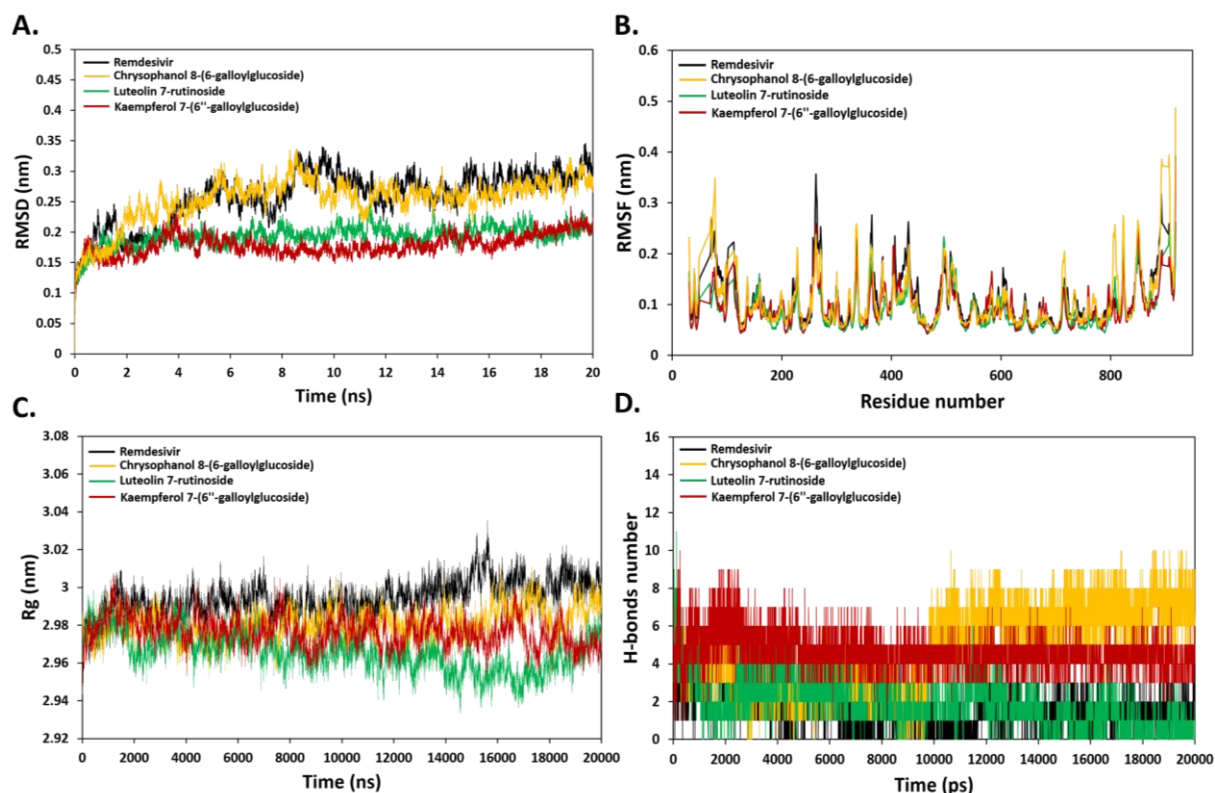 A.
0.5
0.45
0.4
0.35
0.3
0.25
0.2
0.15
0.1
0.05
0
RMSD (nm)
Remdesivir
Chrysophanol 8-(6-galloylglucoside)
Luteolin 7-rutinoside
Kaempferol 7-(6''-galloylglucoside)
0 2 4 6 8 10 12 14 16 18 20
Time (ns)
B.
0.6
0.5
0.4
0.3
0.2
0.1
0
RMSF (nm)
Remdesivir
Chrysophanol 8-(6-galloylglucoside)
Luteolin 7-rutinoside
Kaempferol 7-(6''-galloylglucoside)
0 200 400 600 800
Residue number
C.
3.08
3.06
3.04
3.02
3
2.98
2.96
2.94
2.92
Rg (nm)
Remdesivir
Chrysophanol 8-(6-galloylglucoside)
Luteolin 7-rutinoside
Kaempferol 7-(6''-galloylglucoside)
0 2000 4000 6000 8000 10000 12000 14000 16000 18000 20000
Time (ns)
D.
16
14
12
10
8
6
4
2
0
H-bonds number
Remdesivir
Chrysophanol 8-(6-galloylglucoside)
Luteolin 7-rutinoside
Kaempferol 7-(6''-galloylglucoside)
0 2000 4000 6000 8000 10000 12000 14000 16000 18000 20000
Time (ps)